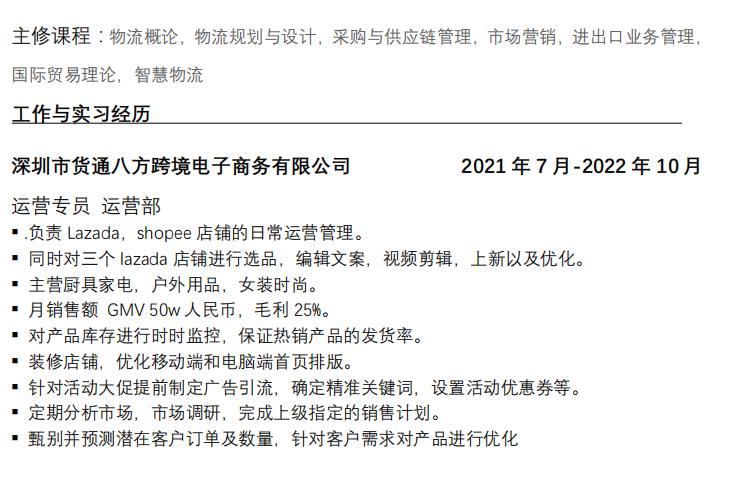 主修课程：物流概论，物流规划与设计，采购与供应链管理，市场营销，进出口业务管理，
国际贸易理论，智慧物流
工作与实习经历
深圳市货通八方跨境电子商务有限公司 2021 年 7 月-2022 年 10 月
运营专员 运营部
▪ .负责 Lazada，shopee 店铺的日常运营管理。
▪ 同时对三个 lazada 店铺进行选品，编辑文案，视频剪辑，上新以及优化。
▪ 主营厨具家电，户外用品，女装时尚。
▪ 月销售额 GMV 50w 人民币，毛利 25%。
▪ 对产品库存进行时时监控，保证热销产品的发货率。
▪ 装修店铺，优化移动端和电脑端首页排版。
▪ 针对活动大促提前制定广告引流，确定精准关键词，设置活动优惠券等。
▪ 定期分析市场，市场调研，完成上级指定的销售计划。
▪ 甄别并预测潜在客户订单及数量，针对客户需求对产品进行优化